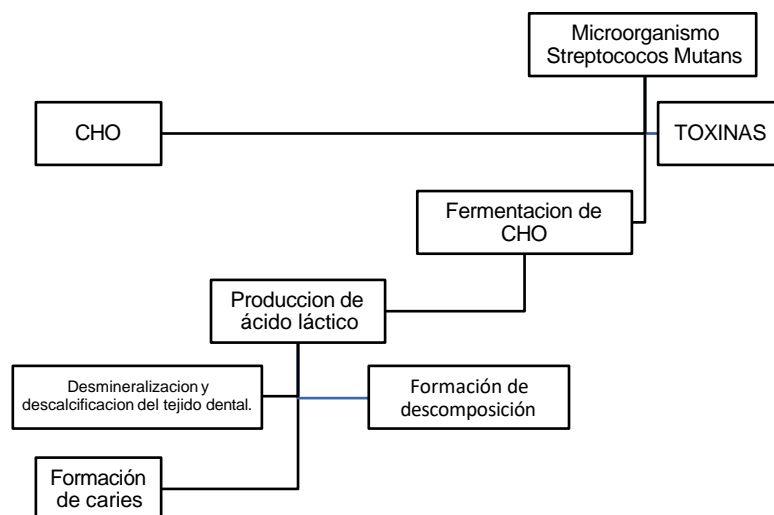 Microorganismo
Streptococos Mutans
CHO
TOXINAS
Fermentacion de
CHO
Produccion de
ácido láctico
Desmineralizacion y
descalcificacion del tejido dental.
Formación de
descomposición
Formación
de caries